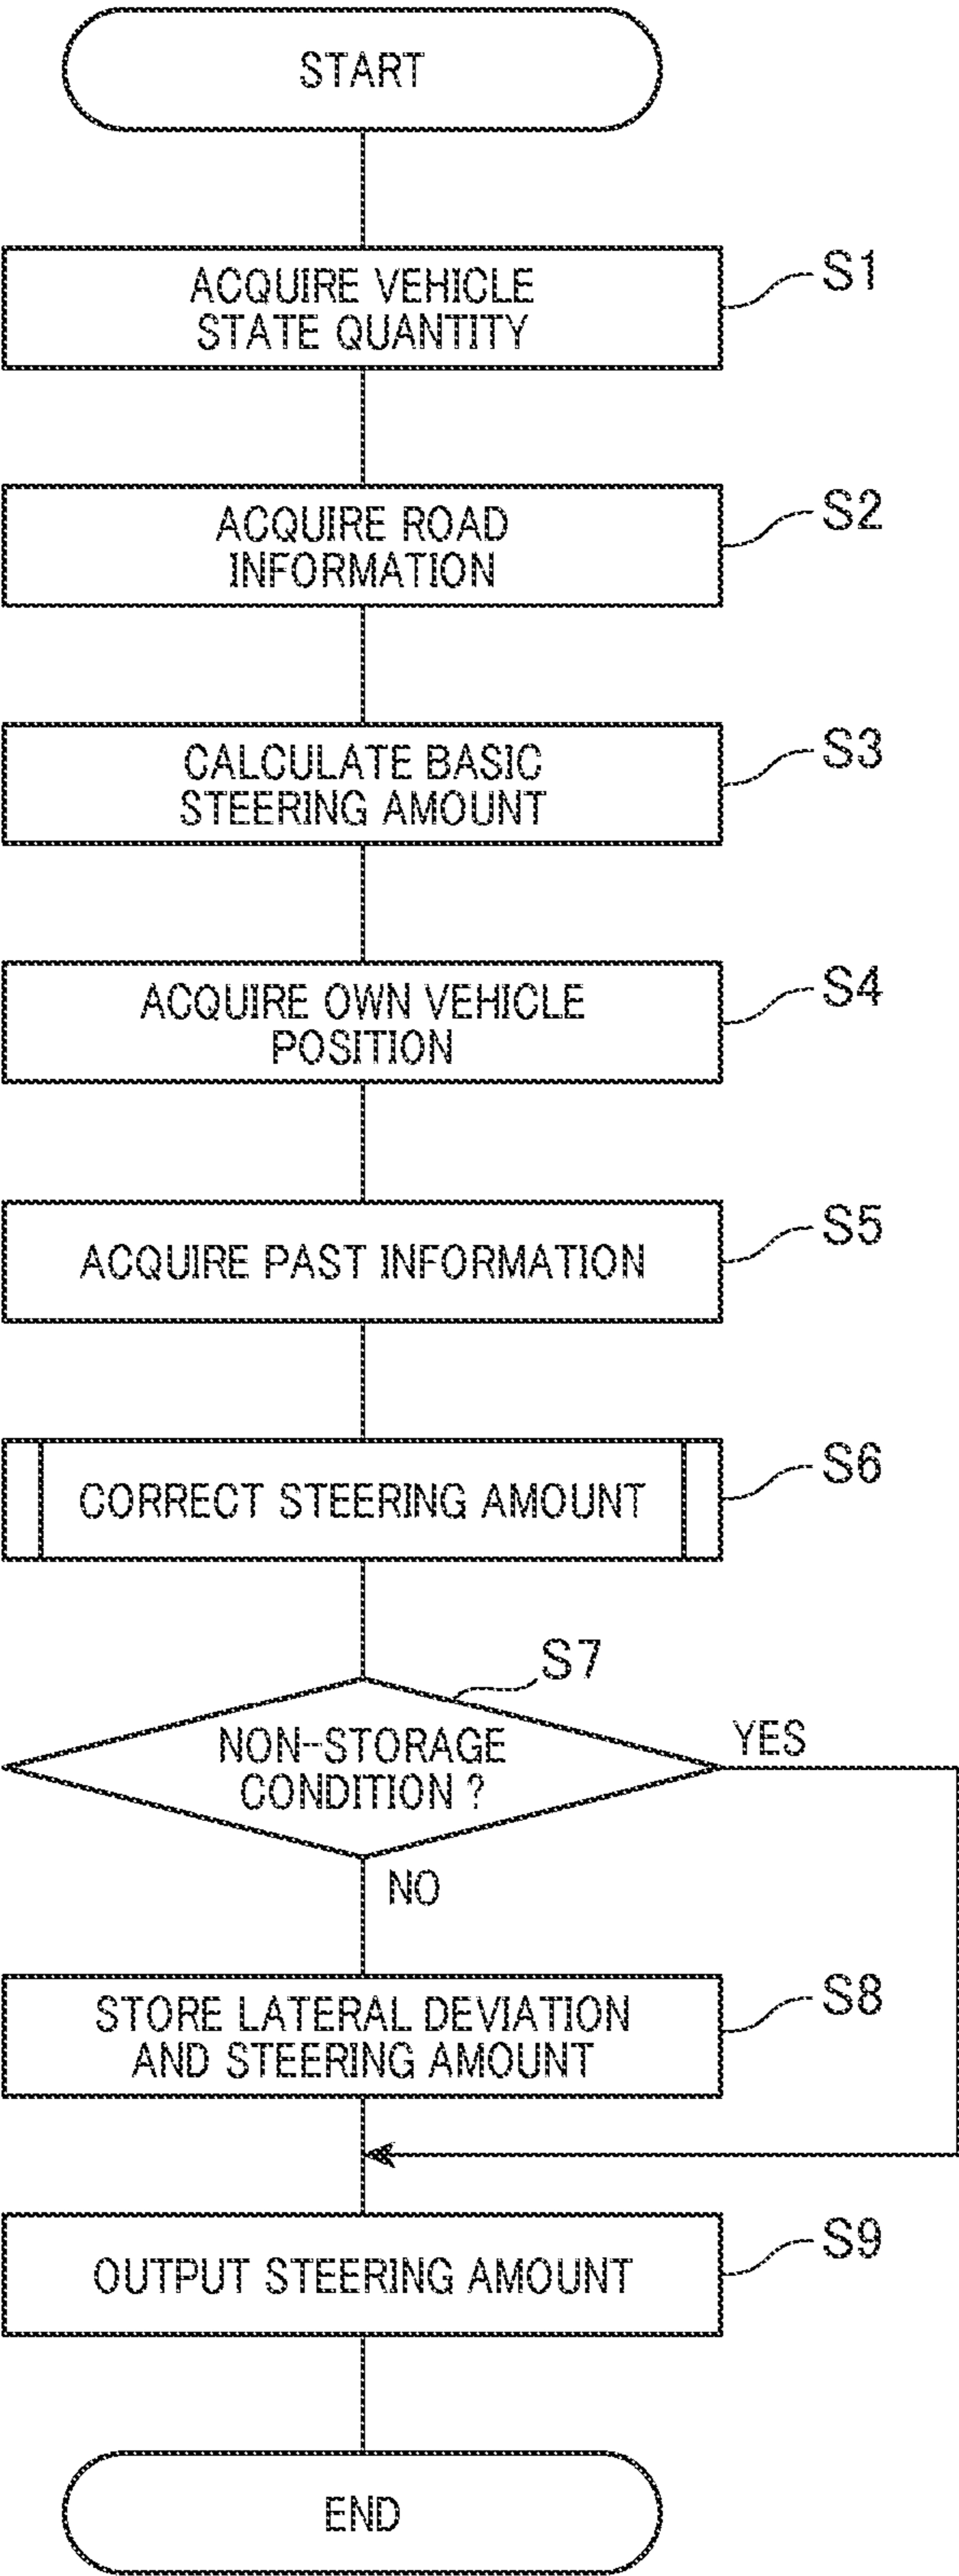 START
ACQUIRE VEHICLE
STATE QUANTITY
S1
ACQUIRE ROAD
INFORMATION
S2
CALCULATE BASIC
STEERING AMOUNT
S3
ACQUIRE OWN VEHICLE
POSITION
S4
ACQUIRE PAST INFORMATION
S5
CORRECT STEERING AMOUNT
S6
S7
NON-STORAGE
CONDITION ?
YES
NO
STORE LATERAL DEVIATION
AND STEERING AMOUNT
S8
OUTPUT STEERING AMOUNT
S9
END